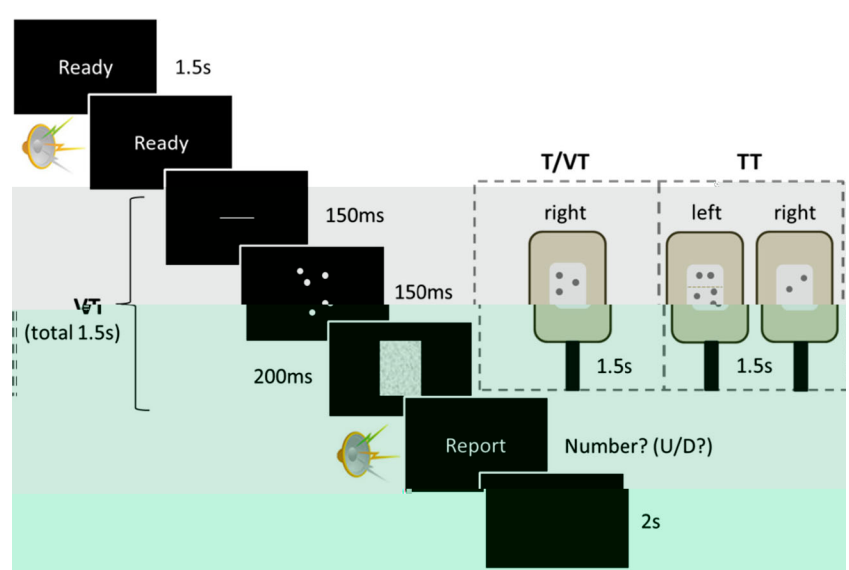 Ready
1.5s
Ready
T/VT
TT
150ms
right
left
right
150ms
(total 1.5s)
1.5s
1.5s
200ms
Report
Number? (U/D?)
2s